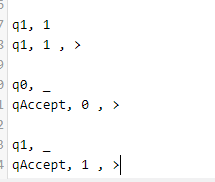 q1, 1
q1, 1 , >
q0, _
qAccept, 0 , >
q1, _
qAccept, 1 , >